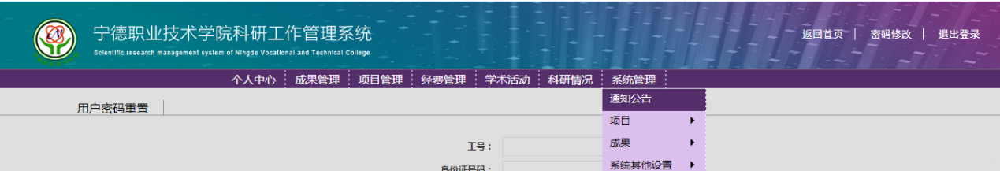 宁德职业技术学院科研工作管理系统
Scientific research management system of Ningde Vocational and Technical College
返回首页 | 密码修改 | 退出登录
个人中心 成果管理 项目管理 经费管理 学术活动 科研情况 系统管理
通知公告
用户密码重置
项目
工号：
成果
身份证号码：
系统其他设置